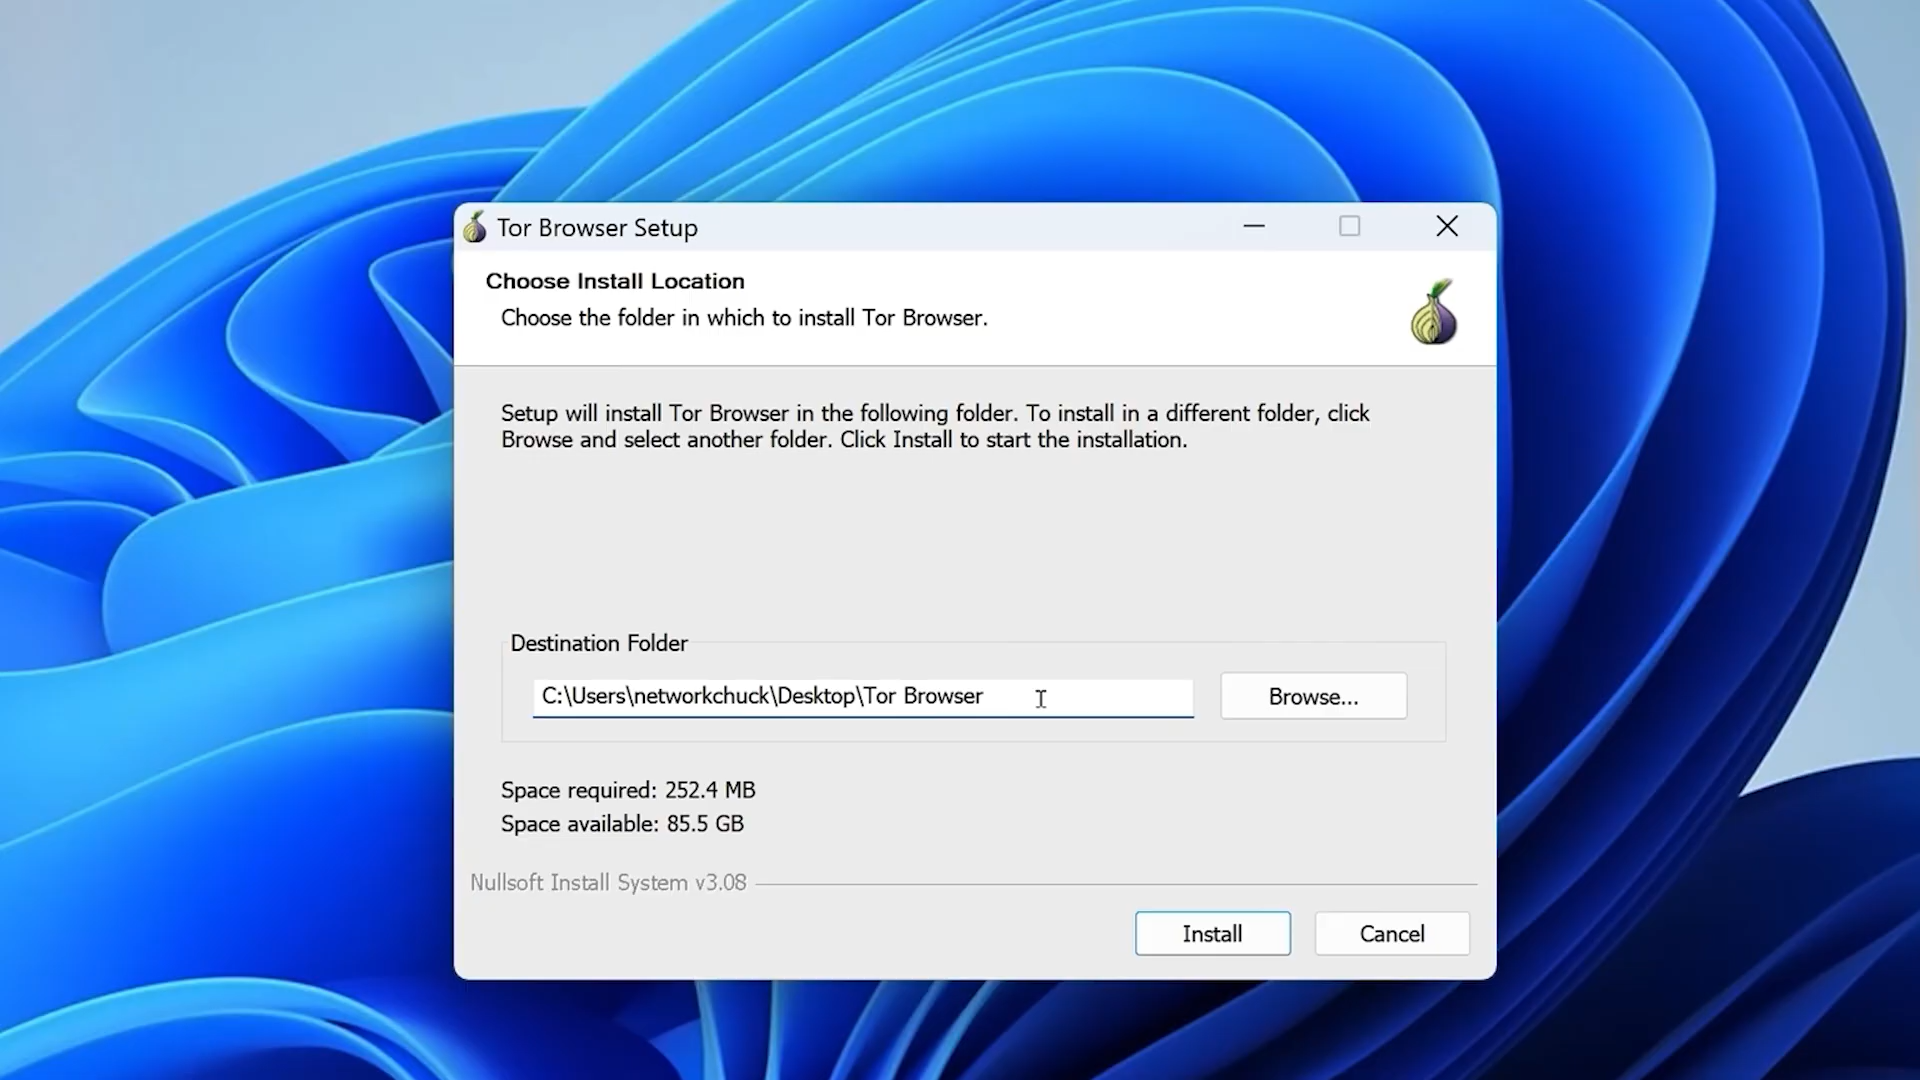 Tor Browser Setup
Choose Install Location
Choose the folder in which to install Tor Browser.
Setup will install Tor Browser in the following folder. To install in a different folder, click
Browse and select another folder. Click Install to start the installation.
Destination Folder
C:\Users\networkchuck\Desktop\Tor Browser
Browse...
Space required: 252.4 MB
Space available: 85.5 GB
Nullsoft Install System v3.08
Install
Cancel